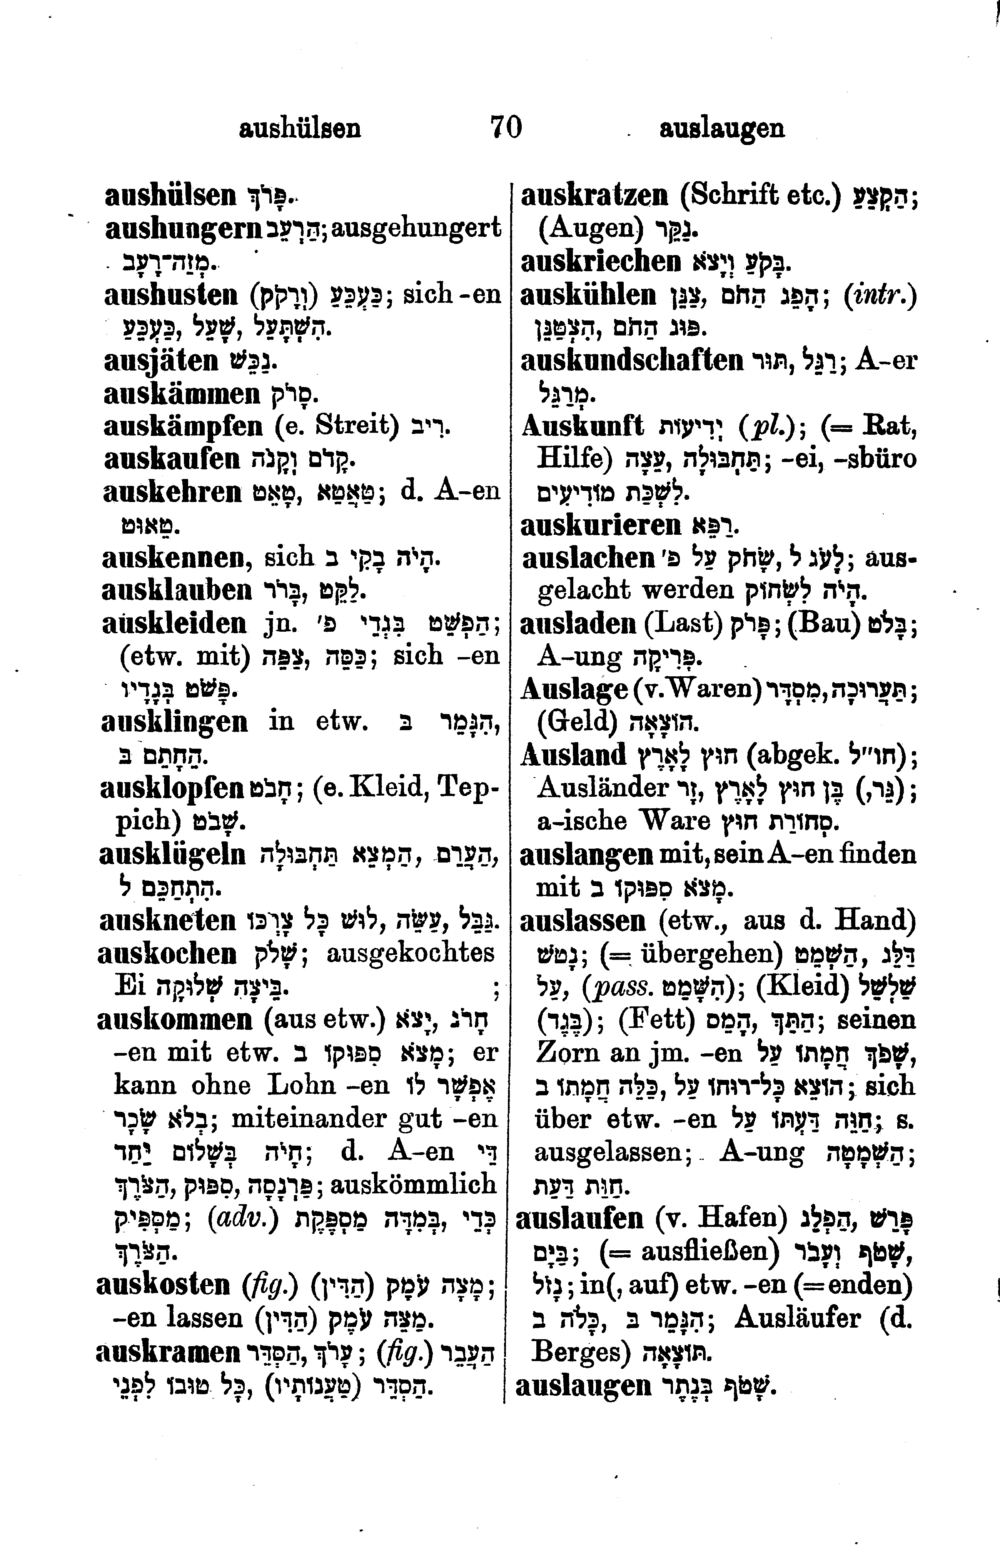 aushülsen 70 auslaugen
aushülsen פָּרֹךְ.
aushungern הַרְעֵב; ausgehungert
מְזֵה־רָעָב.
aushusten כַּעְכֵּעַ (וְרָקֹק); sich -en
הִשְׁתָּעֵל, שָׁעֵל, כַּעְכֵּעַ.
ausjäten נַכֵּשׁ.
auskämmen סָרֹק.
auskämpfen (e. Streit) רִיב.
auskaufen קָדֹם וְקָנֹה.
auskehren טָאֵט, טַאֲטֵא; d. A-en
טֵאוּט.
auskennen, sich הָיֹה בָקִי ב.
ausklauben בָּרֹר, לַקֵּט.
auskleiden jn. הַפְשֵׁט בִּגְדֵי פ׳;
(etw. mit) צַפֵּה, כַּסֵּה; sich -en
פָּשֹׁט בְּגָדָיו.
ausklingen in etw. הִגָּמֵר ב,
הֵחָתֵם בּ.
ausklopfen חָבֹט; (e. Kleid, Tep-
pich) שָׁבֹט.
ausklügeln הַעֲרֵם, הַמְצֵא תַּחְבּוּלָה,
הִתְחַכֵּם ל.
auskneten גַּבֵּל, עַשֵּׂה, לוּשׁ כָּל צָרְכּוֹ.
auskochen שָׁלֹק; ausgekochtes
Ei בֵּיצָה שְׁלוּקָה. ;
auskommen (aus etw.) חָרֹג, יָצֹא,
-en mit etw. מָצֹא סִפּוּקוֹ ב; er
kann ohne Lohn -en אֶפְשָׁר לוֹ
בְּלֹא שָׂכָר; miteinander gut -en
חָיֹה בְּשָׁלוֹם יַחַד; d. A-en דֵּי
הַצֹּרֶךְ, סִפּוּק, פַּרְנָסָה; auskömmlich
מַסְפִּיק; (adv.) כְּדֵי, בְּמִדָּה מַסְפֶּקֶת
הַצֹּרֶךְ.
auskosten (fig.) מָצֹה עֹמֶק (הַדִּין);
-en lassen מַצֵּה עֹמֶק (הַדִּין).
auskramen עָרֹךְ, הַסְדֵּר; (fig.) הַעֲבֵר
כָּל טוּבוֹ לִפְנֵי, הַסְדֵּר (טַעֲנוֹתָיו).
auskratzen (Schrift etc.) הַקְצַע;
(Augen) נַקֵּר.
auskriechen בָּקֹעַ וְיָצֹא.
auskühlen צַנֵּן, הָפֵג הַחֹם; (intr.)
פּוּג הַחֹם, הִצְטַנֵּן.
auskundschaften רַגֵּל, תּוּר; A-er
מְרַגֵּל.
Auskunft יְדִיעוֹת (pl.); (= Rat,
Hilfe) תַּחְבּוּלָה, עֵצָה; -ei, -sbüro
לִשְׁכַּת מוֹדִיעִים.
auskurieren רַפֵּא.
auslachen לָעֹג ל, שָׂחֹק עַל פ׳; aus-
gelacht werden הָיֹה לִשְׂחוֹק.
ausladen (Last) פָּרֹק; (Bau) בָּלֹט;
A-ung פְּרִיקָה.
Auslage (v. Waren) תַּעֲרוּכָה, מִסְדָּר;
(Geld) הוֹצָאָה.
Ausland חוּץ לָאָרֶץ (abgek. חו״ל);
Ausländer בֶּן חוּץ לָאָרֶץ, זָר (, גֵּר);
a-ische Ware סְחוֹרַת חוּץ.
auslangen mit, sein A-en finden
mit מָצֹא סִפּוּקוֹ ב.
auslassen (etw., aus d. Hand)
נָטֹשׁ; (= übergehen) דַּלֵּג, הַשְׁמֵט
עַל, (pass. הִשָּׁמֵט); (Kleid) שַׁלְשֵׁל
(בֶּגֶד); (Fett) הַתֵּךְ, הָמֵס; seinen
Zorn an jm. -en שָׁפֹךְ חֲמָתוֹ עַל,
הוֹצֵא כָּל־רוּחוֹ עַל, כַּלֵּה חֲמָתוֹ ב; sich
über etw. -en חַוֵּה דַּעְתּוֹ עַל; s.
ausgelassen; A-ung הַשְׁמָטָה;
חַוַּת דַּעַת.
auslaufen (v. Hafen) פָּרֹשׁ, הַפְלֵג
בַּיָּם; (= ausfließen) שָׁטֹף וְעָבֹר,
נָזֹל; in(, auf) etw. -en (= enden)
הִגָּמֵר בּ, כָּלֹה ב; Ausläufer (d.
Berges) תּוֹצָאָה.
auslaugen שָׁטֹף בְּנֶתֶר.